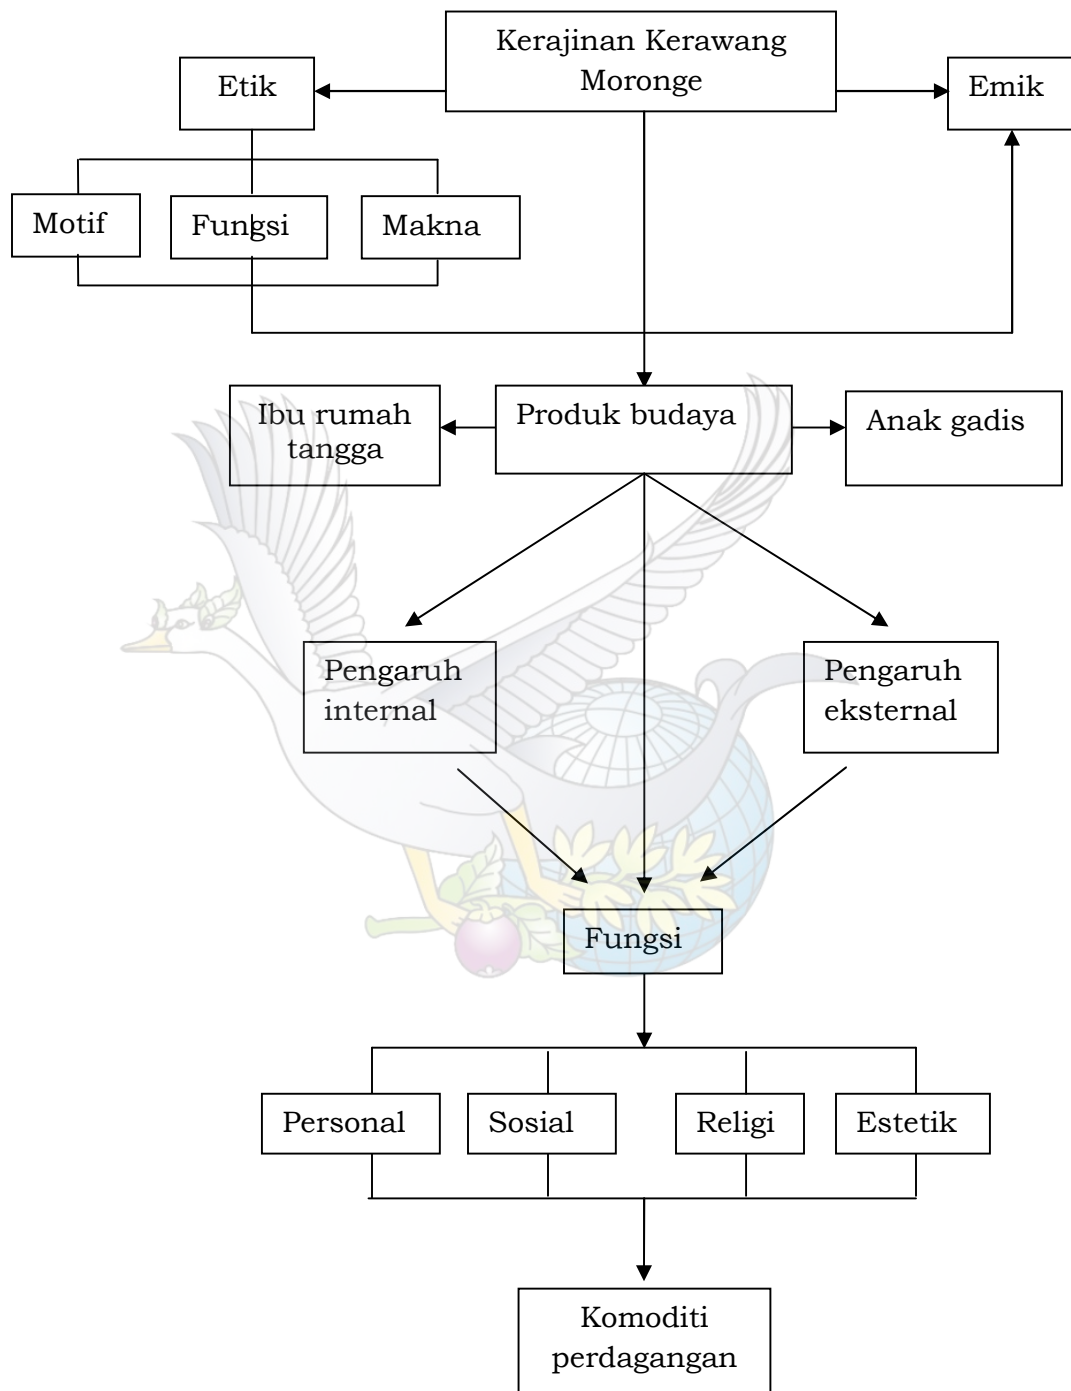 Kerajinan Kerawang
Moronge
Etik
Emik
Motif
Fungsi
Makna
Ibu rumah
tangga
Produk budaya
Anak gadis
Pengaruh
internal
Pengaruh
eksternal
Fungsi
Personal
Sosial
Religi
Estetik
Komoditi
perdagangan